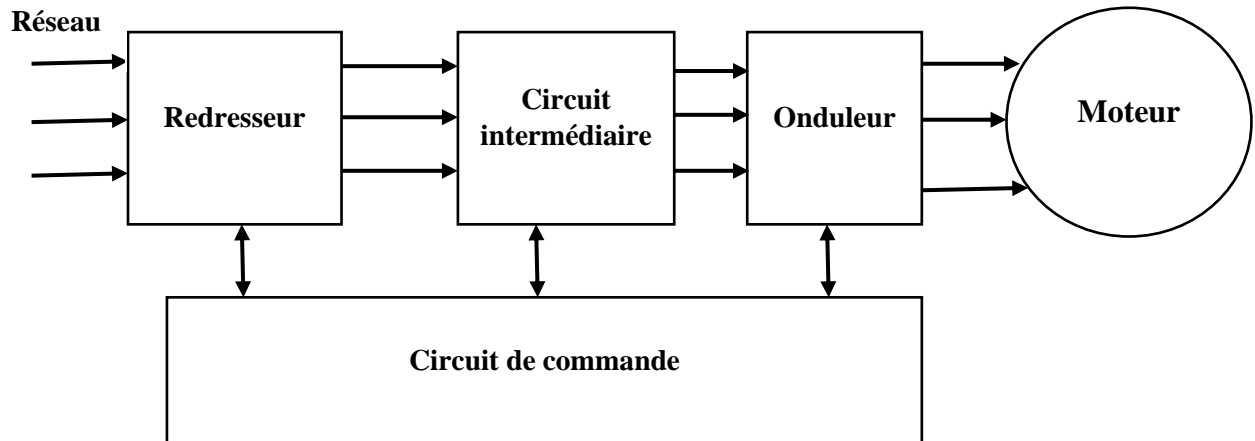 Réseau
Redresseur
Circuit
intermédiaire
Onduleur
Moteur
Circuit de commande